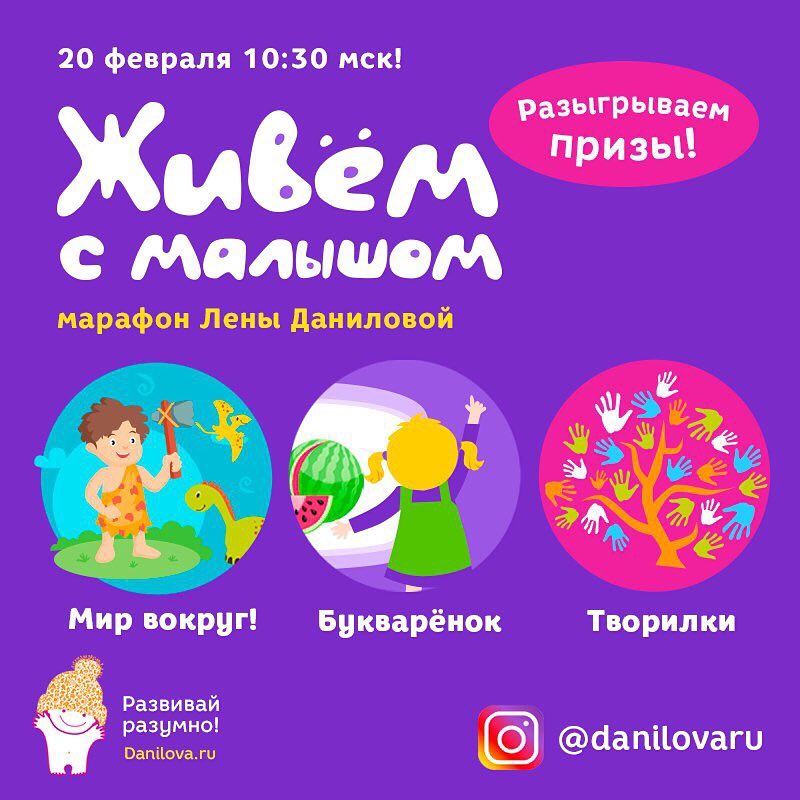 20 февраля 10:30 мск!
Разыгрываем
призы!
Живём
с малышом
марафон Лены Даниловой
Мир вокруг!
Букварёнок
Творилки
Развивай
разумно!
Danilova.ru
@danilovaru